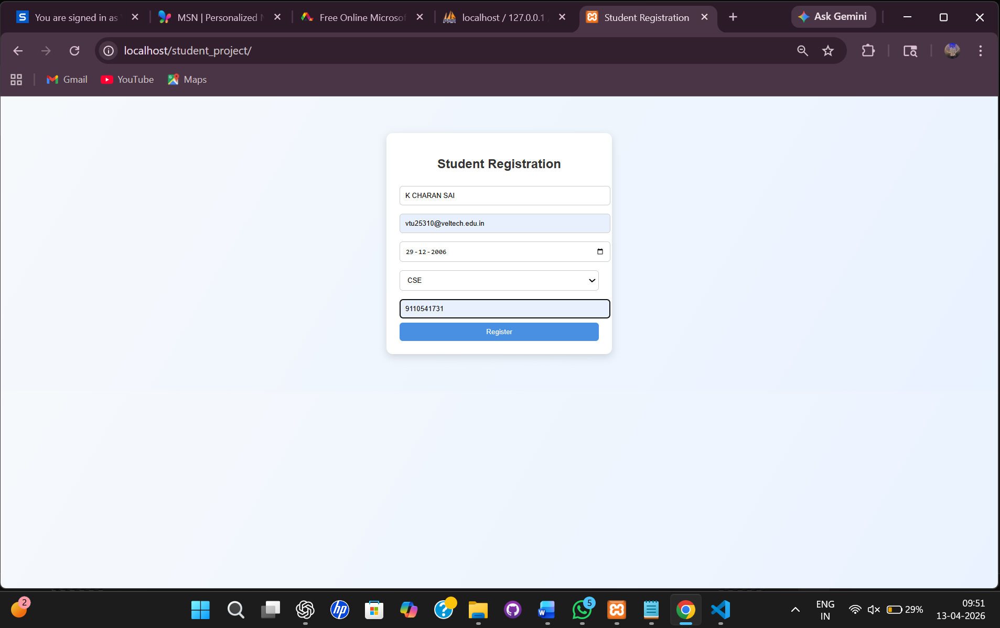 You are signed in as
MSN | Personalized
Free Online Microsof
localhost / 127.0.0.1
Student Registration
Ask Gemini
localhost/student_project/
Gmail
YouTube
Maps
Student Registration
K CHARAN SAI
vtu25310@veltech.edu.in
29-12-2006
CSE
9110541731
Register
2
hp
5
ENG
IN
29%
09:51
13-04-2026